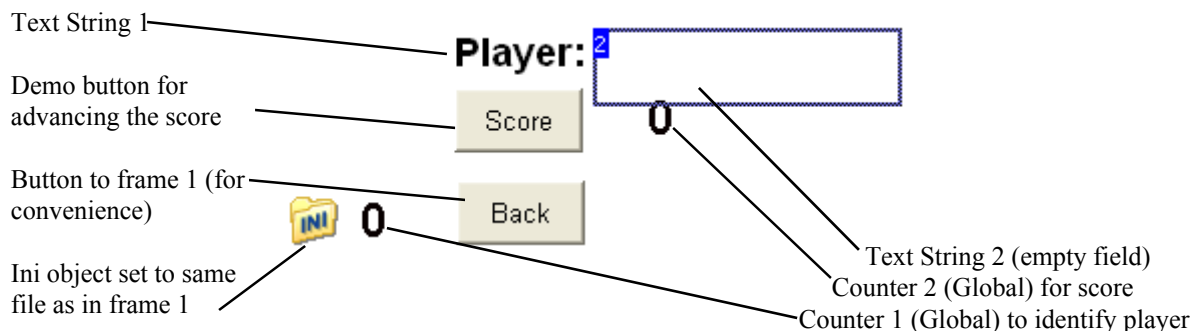 Text String 1
Player:
2
Demo button for
advancing the score
Score
0
Button to frame 1 (for
convenience)
Back
INI
0
Ini object set to same
file as in frame 1
Text String 2 (empty field)
Counter 2 (Global) for score
Counter 1 (Global) to identify player